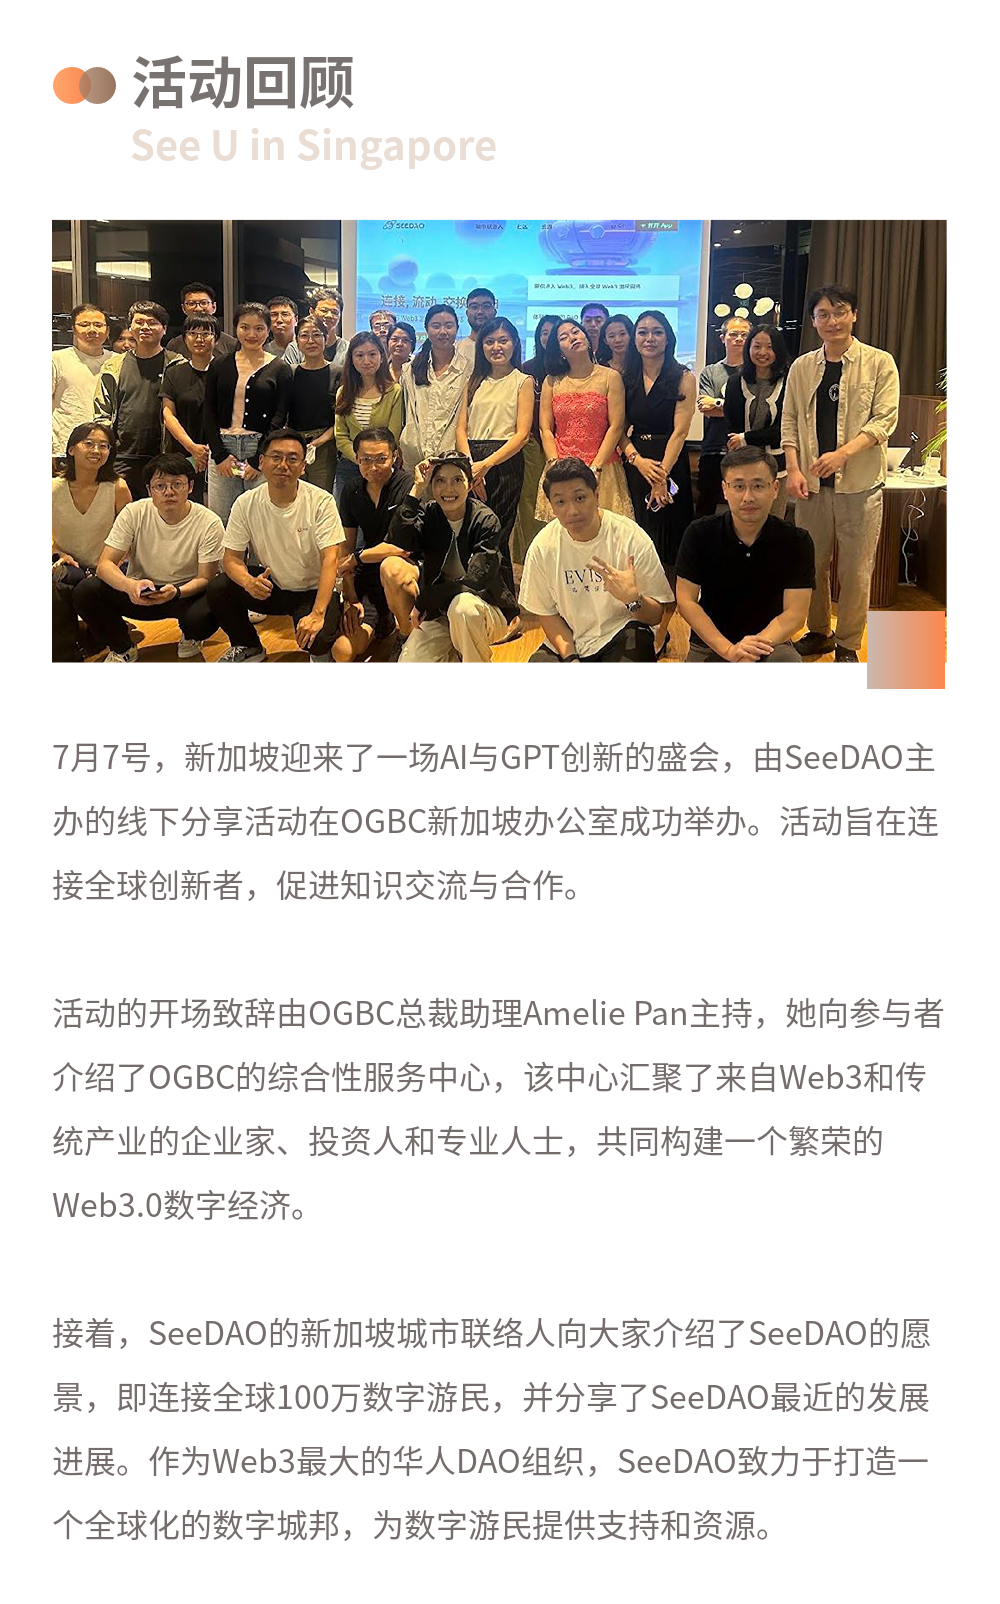 活动回顾
See U in Singapore
SEEDAO
连接, 流动, 交换
EVIS
7月7号，新加坡迎来了一场AI与GPT创新的盛会，由SeeDAO主
办的线下分享活动在OGBC新加坡办公室成功举办。活动旨在连
接全球创新者，促进知识交流与合作。
活动的开场致辞由OGBC总裁助理Amelie Pan主持，她向参与者
介绍了OGBC的综合性服务中心，该中心汇聚了来自Web3和传
统产业的企业家、投资人和专业人士，共同构建一个繁荣的
Web3.0数字经济。
接着，SeeDAO的新加坡城市联络人向大家介绍了SeeDAO的愿
景，即连接全球100万数字游民，并分享了SeeDAO最近的发展
进展。作为Web3最大的华人DAO组织，SeeDAO致力于打造一
个全球化的数字城邦，为数字游民提供支持和资源。